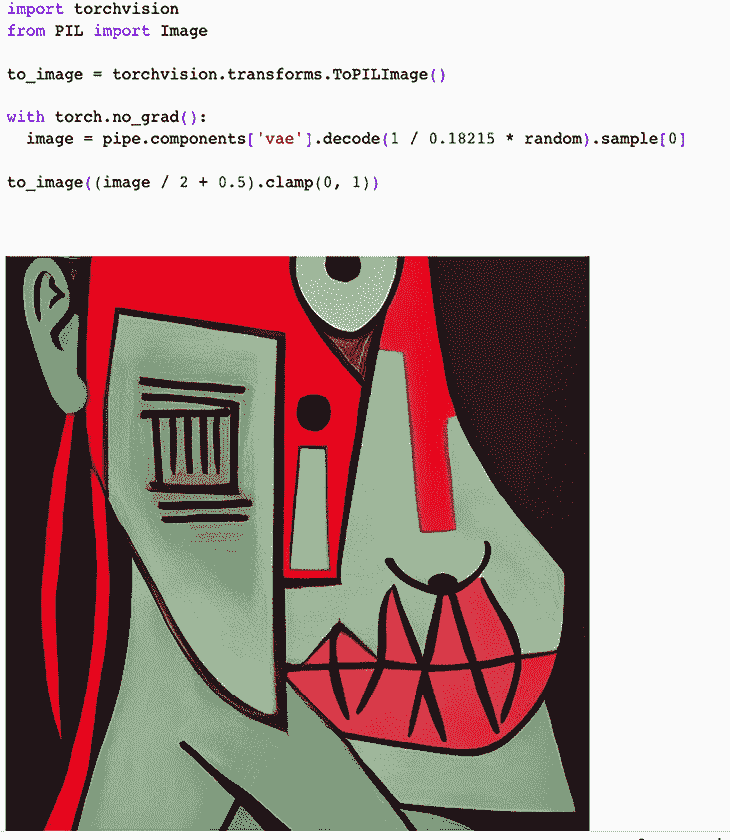 import torchvision
from PIL import Image
to_image = torchvision.transforms.ToPILImage()
with torch.no_grad():
image = pipe.components['vae'].decode(1 / 0.18215 * random).sample[0]
to_image((image / 2 + 0.5).clamp(0, 1))